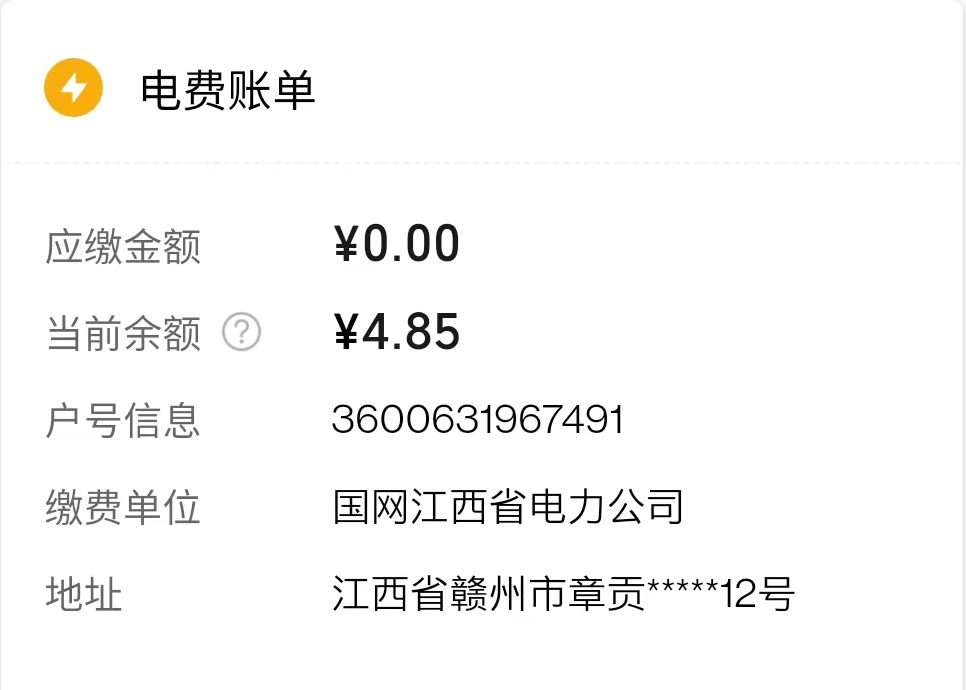 电费账单
应缴金额 ¥0.00
当前余额 ? ¥4.85
户号信息 3600631967491
缴费单位 国网江西省电力公司
地址 江西省赣州市章贡*****12号